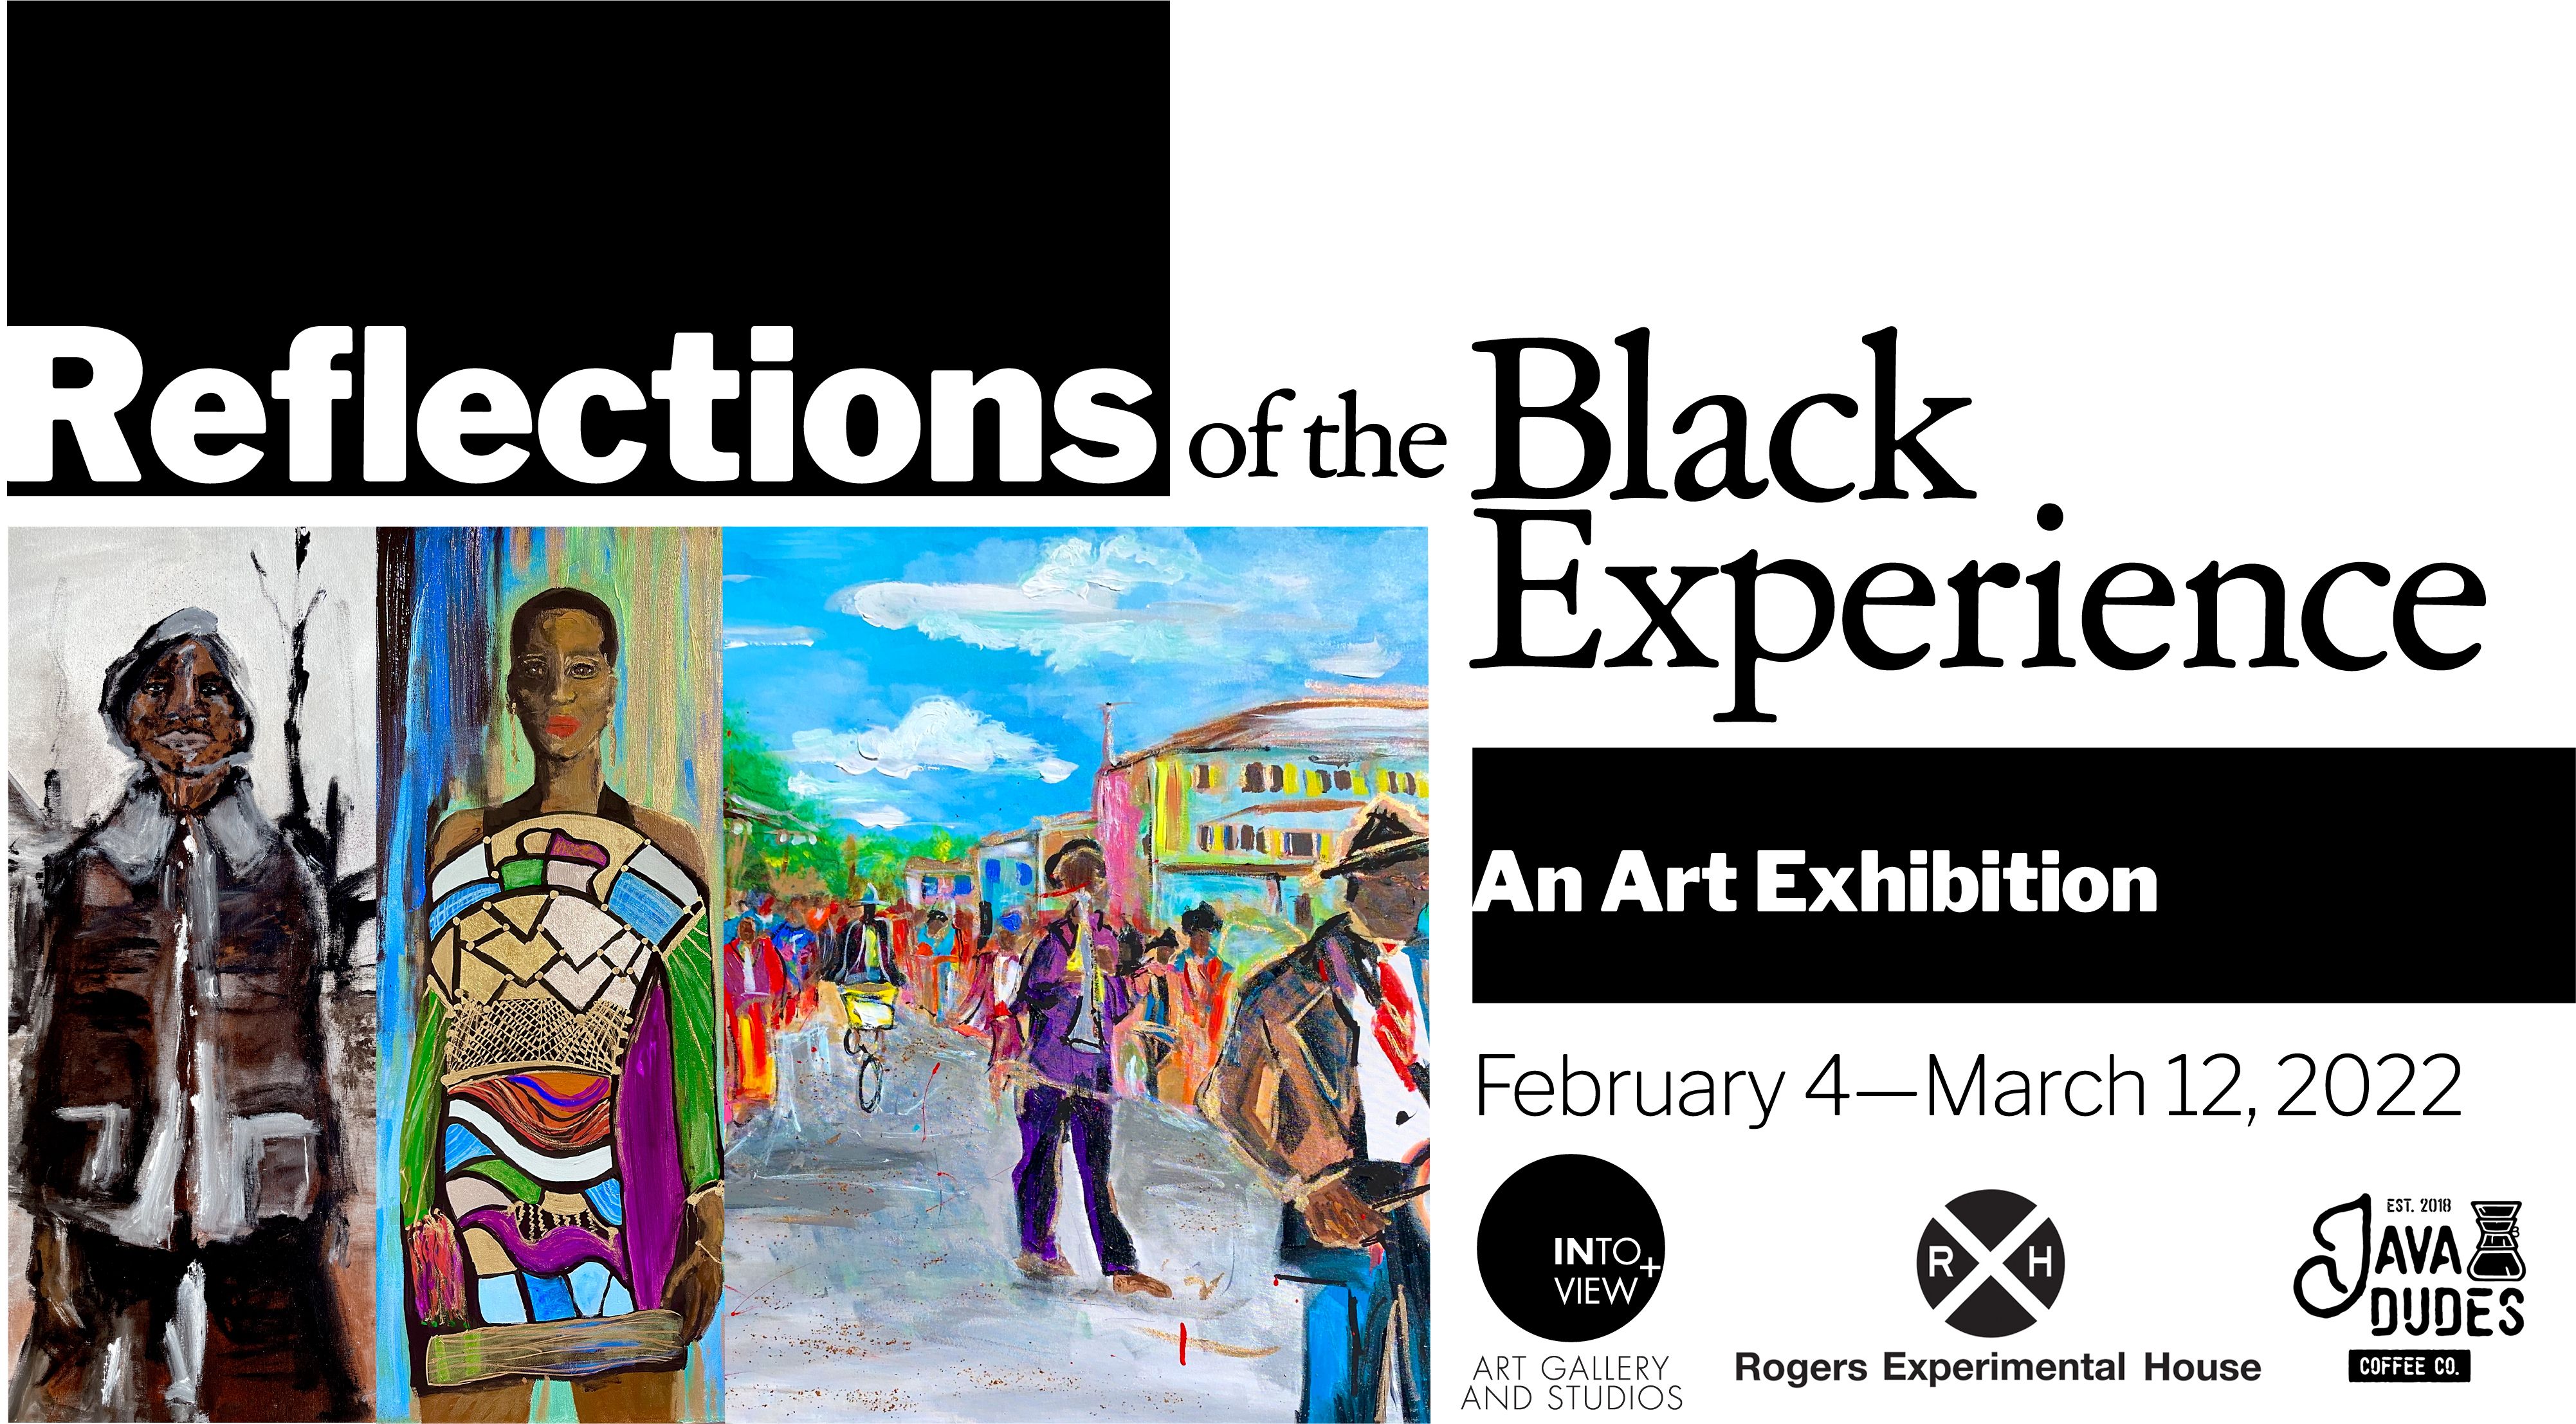 Reflections of the Black
Experience
An Art Exhibition
February 4—March 12, 2022
INTO+
VIEW
ART GALLERY
AND STUDIOS
R H
Rogers Experimental House
EST. 2018
JAVA
DUDES
COFFEE CO.